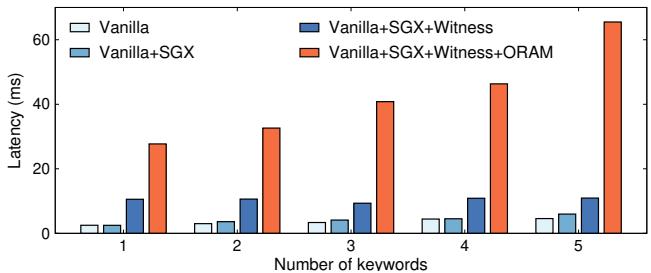 Vanilla
Vanilla+SGX
Vanilla+SGX+Witness
Vanilla+SGX+Witness+ORAM
Latency (ms)
60
40
20
0
1 2 3 4 5
Number of keywords